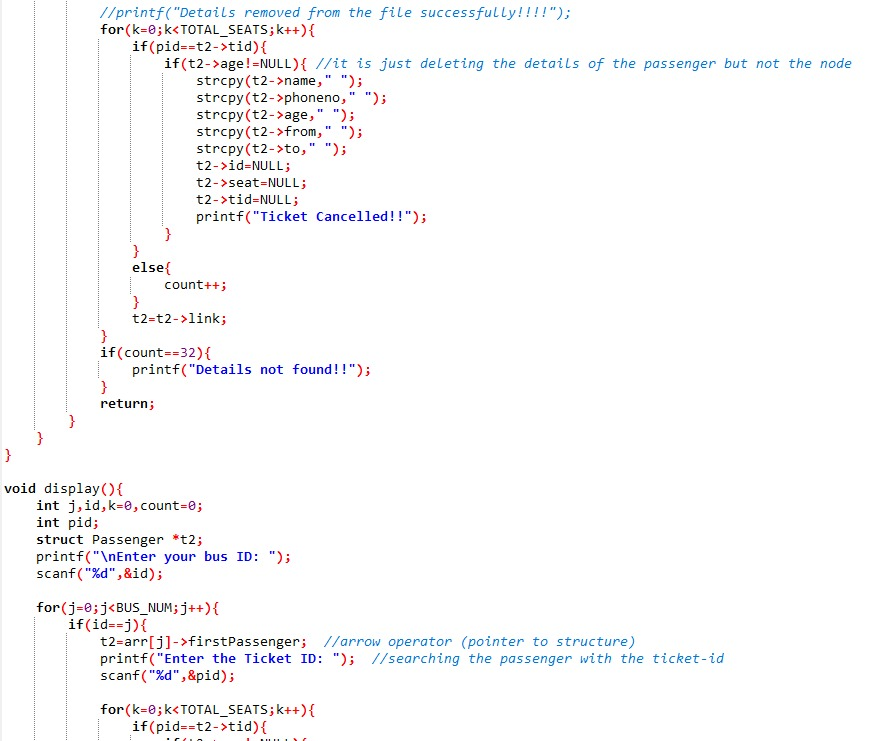 //printf("Details removed from the file successfully!!!!");
for(k=0;k<TOTAL_SEATS;k++){
if(pid==t2->tid){
if(t2->age!=NULL){ //it is just deleting the details of the passenger but not the node
strcpy(t2->name," ");
strcpy(t2->phoneno," ");
strcpy(t2->age," ");
strcpy(t2->from," ");
strcpy(t2->to," ");
t2->id=NULL;
t2->seat=NULL;
t2->tid=NULL;
printf("Ticket Cancelled!!");
}
}
else{
count++;
}
t2=t2->link;
}
if(count==32){
printf("Details not found!!");
}
return;
}
}
}
void display(){
int j,id,k=0,count=0;
int pid;
struct Passenger *t2;
printf("\nEnter your bus ID: ");
scanf("%d",&id);
for(j=0;j<BUS_NUM;j++){
if(id==j){
t2=arr[j]->firstPassenger; //arrow operator (pointer to structure)
printf("Enter the Ticket ID: "); //searching the passenger with the ticket-id
scanf("%d",&pid);
for(k=0;k<TOTAL_SEATS;k++){
if(pid==t2->tid){